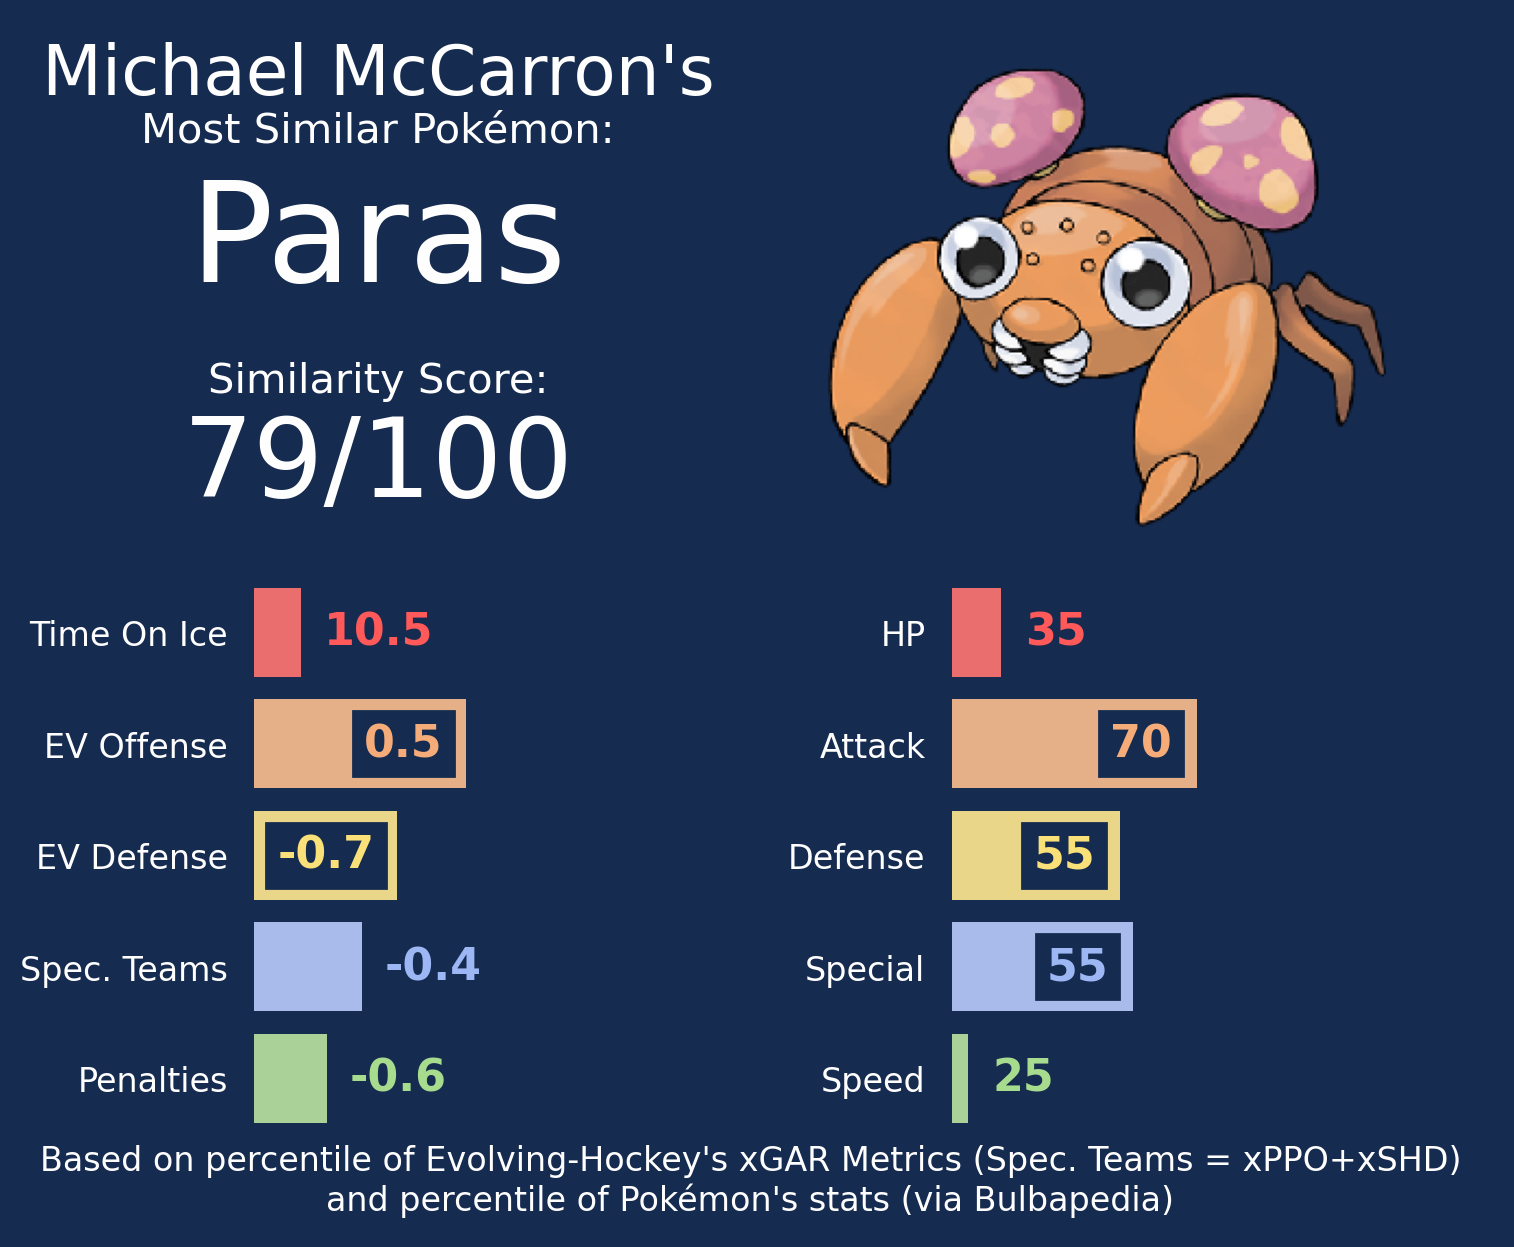 Michael McCarron's
Most Similar Pokémon:
Paras
Similarity Score:
79/100
Time On Ice 10.5
EV Offense 0.5
EV Defense -0.7
Spec. Teams -0.4
Penalties -0.6
HP 35
Attack 70
Defense 55
Special 55
Speed 25
Based on percentile of Evolving-Hockey's xGAR Metrics (Spec. Teams = xPPO+xSHD)
and percentile of Pokémon's stats (via Bulbapedia)